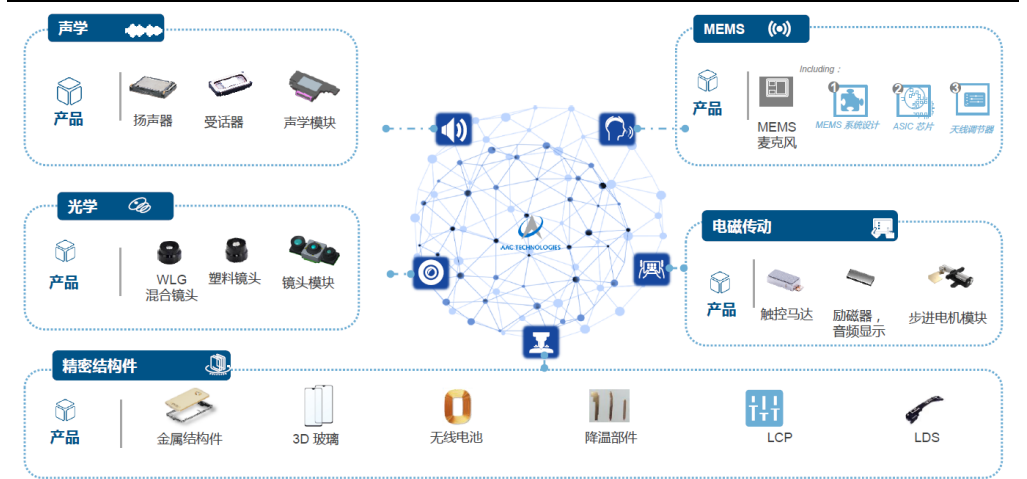 声学
产品
扬声器
受话器
声学模块
MEMS
产品
Including :
MEMS
麦克风
1
MEMS 系统设计
2
ASIC 芯片
3
天线调节器
光学
产品
WLG
混合镜头
塑料镜头
镜头模块
AAC TECHNOLOGIES
电磁传动
产品
触控马达
励磁器，
音频显示
步进电机模块
精密结构件
产品
金属结构件
3D 玻璃
无线电池
降温部件
LCP
LDS